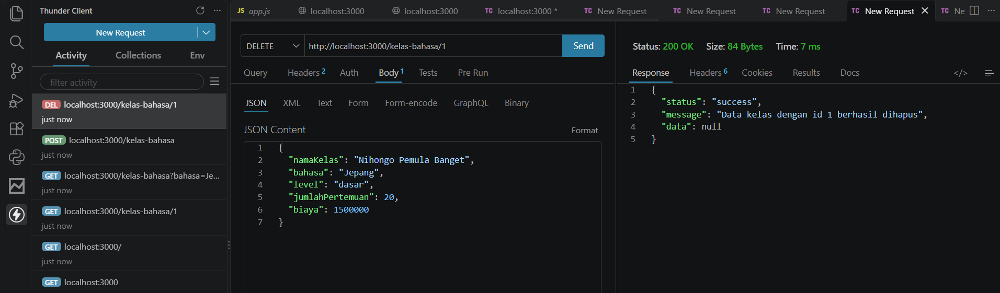 Thunder Client
New Request
Activity Collections Env
filter activity
DEL localhost:3000/kelas-bahasa/1
just now
POST localhost:3000/kelas-bahasa
just now
GET localhost:3000/kelas-bahasa?bahasa=Je...
just now
GET localhost:3000/kelas-bahasa/1
just now
GET localhost:3000/
just now
GET localhost:3000
JS app.js localhost:3000 localhost:3000 TC localhost:3000 * TC New Request TC New Request TC New Request TC New Request TC Ne
DELETE http://localhost:3000/kelas-bahasa/1 Send
Query Headers 2 Auth Body 1 Tests Pre Run
JSON XML Text Form Form-encode GraphQL Binary
JSON Content Format
1 {
2 "namaKelas": "Nihongo Pemula Banget",
3 "bahasa": "Jepang",
4 "level": "dasar",
5 "jumlahPertemuan": 20,
6 "biaya": 1500000
7 }
Status: 200 OK Size: 84 Bytes Time: 7 ms
Response Headers 6 Cookies Results Docs </>
1 {
2 "status": "success",
3 "message": "Data kelas dengan id 1 berhasil dihapus",
4 "data": null
5 }